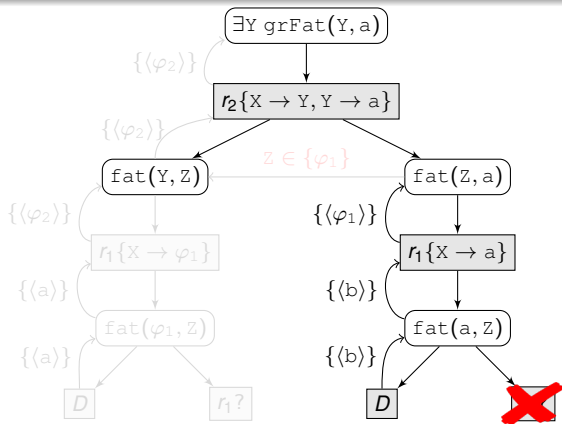 ∃Y grFat(Y, a)
{⟨φ₂⟩}
r₂{X → Y, Y → a}
{⟨φ₂⟩}
Z ∈ {φ₁}
fat(Y, Z)
fat(Z, a)
{⟨φ₂⟩}
{⟨φ₁⟩}
r₁{X → φ₁}
r₁{X → a}
{⟨a⟩}
{⟨b⟩}
fat(φ₁, Z)
fat(a, Z)
{⟨a⟩}
{⟨b⟩}
D
r₁?
D